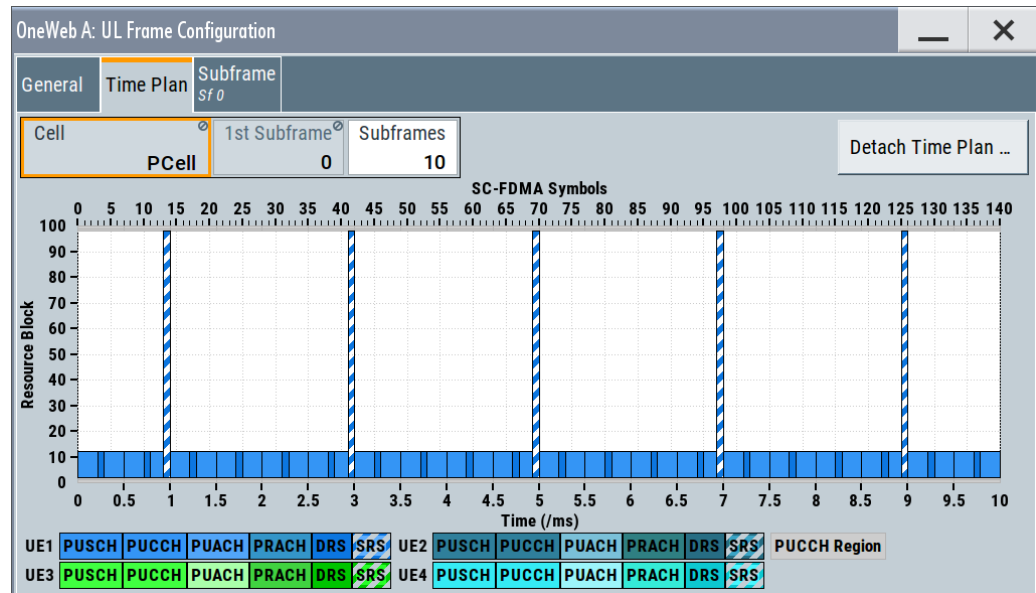 OneWeb A: UL Frame Configuration
General
Time Plan
Subframe
Sf 0
Cell
PCell
1st Subframe
0
Subframes
10
Detach Time Plan ...
SC-FDMA Symbols
0 5 10 15 20 25 30 35 40 45 50 55 60 65 70 75 80 85 90 95 100 105 110 115 120 125 130 135 140
100
90
80
70
60
50
40
30
20
10
0
Resource Block
0 0.5 1 1.5 2 2.5 3 3.5 4 4.5 5 5.5 6 6.5 7 7.5 8 8.5 9 9.5 10
Time (/ms)
UE1 PUSCH PUCCH PUACH PRACH DRS SRS UE2 PUSCH PUCCH PUACH PRACH DRS SRS PUCCH Region
UE3 PUSCH PUCCH PUACH PRACH DRS SRS UE4 PUSCH PUCCH PUACH PRACH DRS SRS